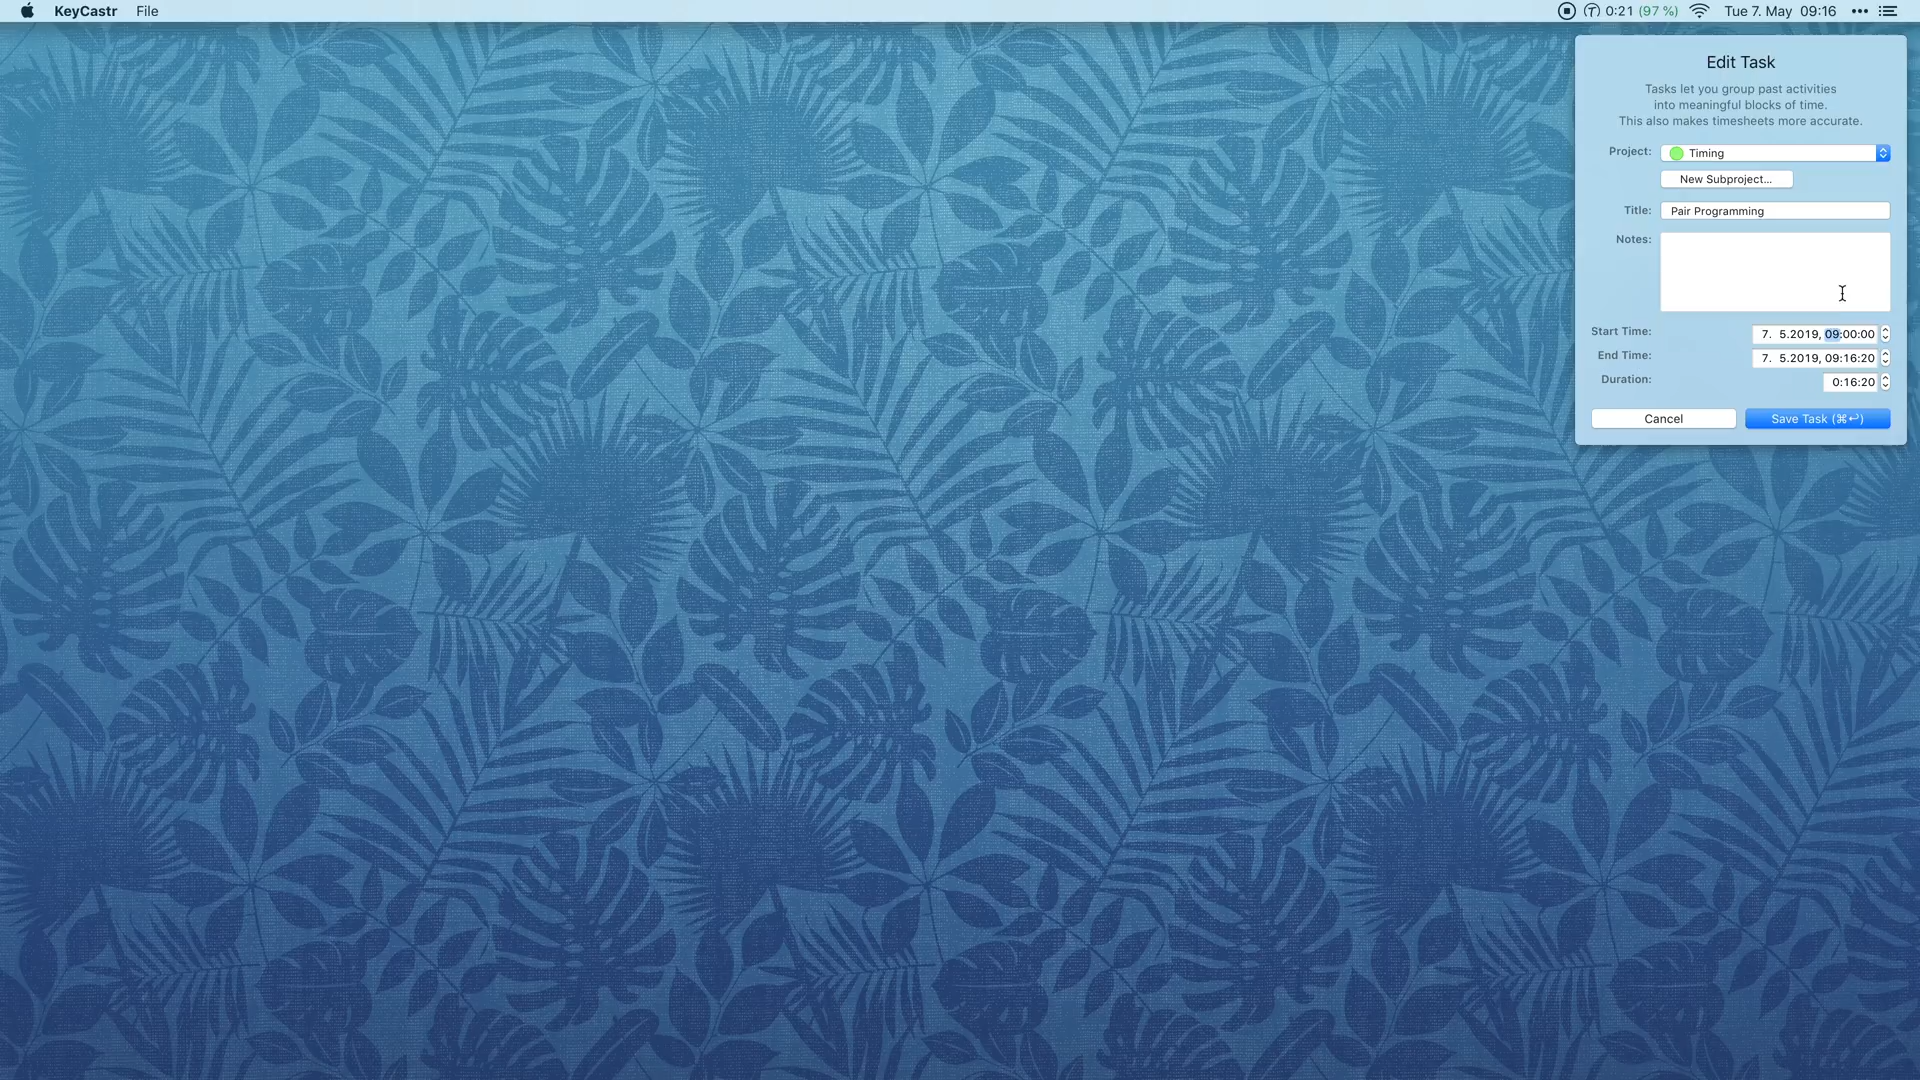 KeyCastr File 0:21 (97 %) Tue 7. May 09:16
Edit Task
Tasks let you group past activities
into meaningful blocks of time.
This also makes timesheets more accurate.
Project: Timing
New Subproject...
Title: Pair Programming
Notes:
Start Time: 7. 5.2019, 09:00:00
End Time: 7. 5.2019, 09:16:20
Duration: 0:16:20
Cancel Save Task (⌘↩)